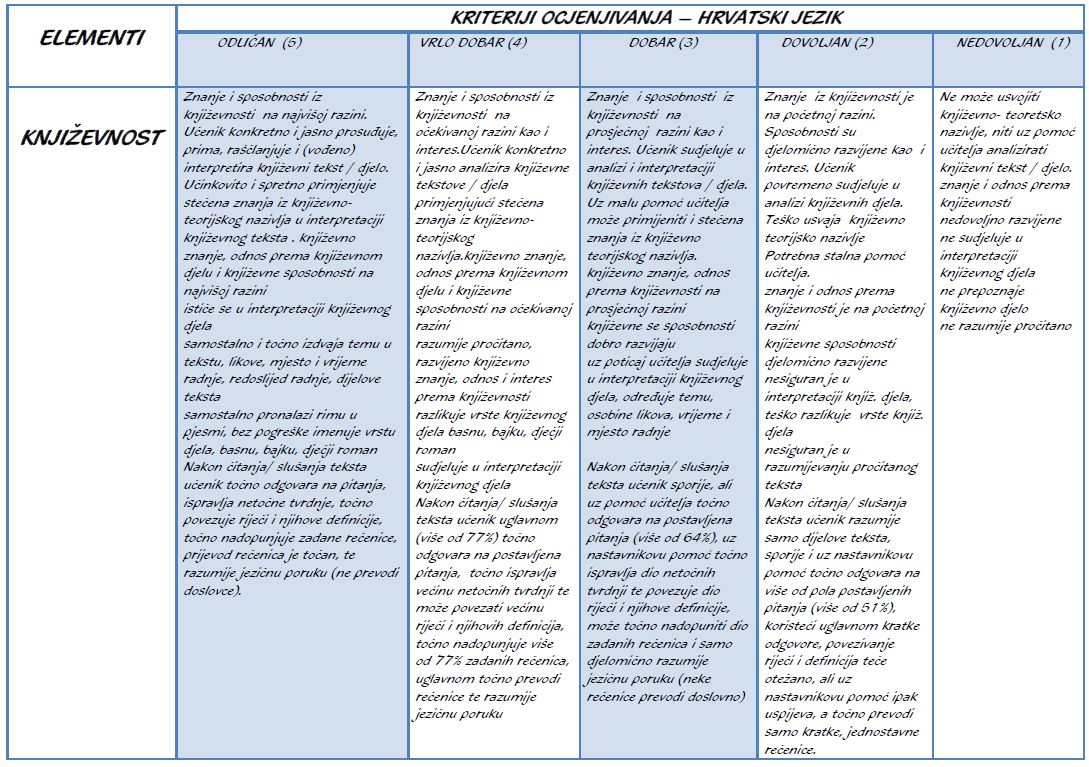 KRITERIJI OCJENJIVANJA – HRVATSKI JEZIK
ELEMENTI
ODLIČAN (5)
VRLO DOBAR (4)
DOBAR (3)
DOVOLJAN (2)
NEDOVOLJAN (1)
KNJIŽEVNOST
Znanje i sposobnosti iz
književnosti na najvišoj razini.
Učenik konkretno i jasno prosuđuje,
prima, raščlanjuje i (vođeno)
interpretira književni tekst / djelo.
Učinkovito i spretno primjenjuje
stečena znanja iz književno-
teorijskog nazivlja u interpretaciji
književnog teksta . književno
znanje, odnos prema književnom
djelu i književne sposobnosti na
najvišoj razini
ističe se u interpretaciji književnog
djela
samostalno i točno izdvaja temu u
tekstu, likove, mjesto i vrijeme
radnje, redoslijed radnje, dijelove
teksta
samostalno pronalazi rimu u
pjesmi, bez pogreške imenuje vrstu
djela, basnu, bajku, dječji roman
Nakon čitanja/ slušanja teksta
učenik točno odgovara na pitanja,
ispravlja netočne tvrdnje, točno
povezuje riječi i njihove definicije,
točno nadopunjuje zadane rečenice,
prijevod rečenica je točan, te
razumije jezičnu poruku (ne prevodi
doslovce).
Znanje i sposobnosti iz
književnosti na
očekivanoj razini kao i
interes.Učenik konkretno
i jasno analizira književne
tekstove / djela
primjenjujući stečena
znanja iz književno-
teorijskog
nazivlja.književno znanje,
odnos prema književnom
djelu i književne
sposobnosti na očekivanoj
razini
razumije pročitano,
razvijeno književno
znanje, odnos i interes
prema književnosti
razlikuje vrste književnog
djela basnu, bajku, dječji
roman
sudjeluje u interpretaciji
književnog djela
Nakon čitanja/ slušanja
teksta učenik uglavnom
(više od 77%) točno
odgovara na postavljena
pitanja, točno ispravlja
većinu netočnih tvrdnji te
može povezati većinu
riječi i njihovih definicija,
točno nadopunjuje više
od 77% zadanih rečenica,
uglavnom točno prevodi
rečenice te razumije
jezičnu poruku
Znanje i sposobnosti iz
književnosti na
prosječnoj razini kao i
interes. Učenik sudjeluje u
analizi i interpretaciji
književnih tekstova / djela.
Uz malu pomoć učitelja
može primijeniti i stečena
znanja iz književno
teorijskog nazivlja.
književno znanje, odnos
prema književnosti na
prosječnoj razini
književne se sposobnosti
dobro razvijaju
uz poticaj učitelja sudjeluje
u interpretaciji književnog
djela, određuje temu,
osobine likova, vrijeme i
mjesto radnje
Nakon čitanja/ slušanja
teksta učenik sporije, ali
uz pomoć učitelja točno
odgovara na postavljena
pitanja (više od 64%), uz
nastavnikovu pomoć točno
ispravlja dio netočnih
tvrdnji te povezuje dio
riječi i njihove definicije,
može točno nadopuniti dio
zadanih rečenica i samo
djelomično razumije
jezičnu poruku (neke
rečenice prevodi doslovno)
Znanje iz književnosti je
na početnoj razini.
Sposobnosti su
djelomično razvijene kao i
interes. Učenik
povremeno sudjeluje u
analizi književnih djela.
Teško usvaja književno
teorijsko nazivlje
Potrebna stalna pomoć
učitelja.
znanje i odnos prema
književnosti je na početnoj
razini
književne sposobnosti
djelomično razvijene
nesiguran je u
interpretaciji knjiž. djela,
teško razlikuje vrste knjiž.
djela
nesiguran je u
razumijevanju pročitanog
teksta
Nakon čitanja/ slušanja
teksta učenik razumije
samo dijelove teksta,
sporije i uz nastavnikovu
pomoć točno odgovara na
više od pola postavljenih
pitanja (više od 51%),
koristeći uglavnom kratke
odgovore, povezivanje
riječi i definicija teče
otežano, ali uz
nastavnikovu pomoć ipak
uspijeva, a točno prevodi
samo kratke, jednostavne
rečenice.
Ne može usvojiti
književno- teoretsko
nazivlje, niti uz pomoć
učitelja analizirati
književni tekst / djelo.
znanje i odnos prema
književnosti
nedovoljno razvijene
ne sudjeluje u
interpretaciji
književnog djela
ne prepoznaje
književno djelo
ne razumije pročitano